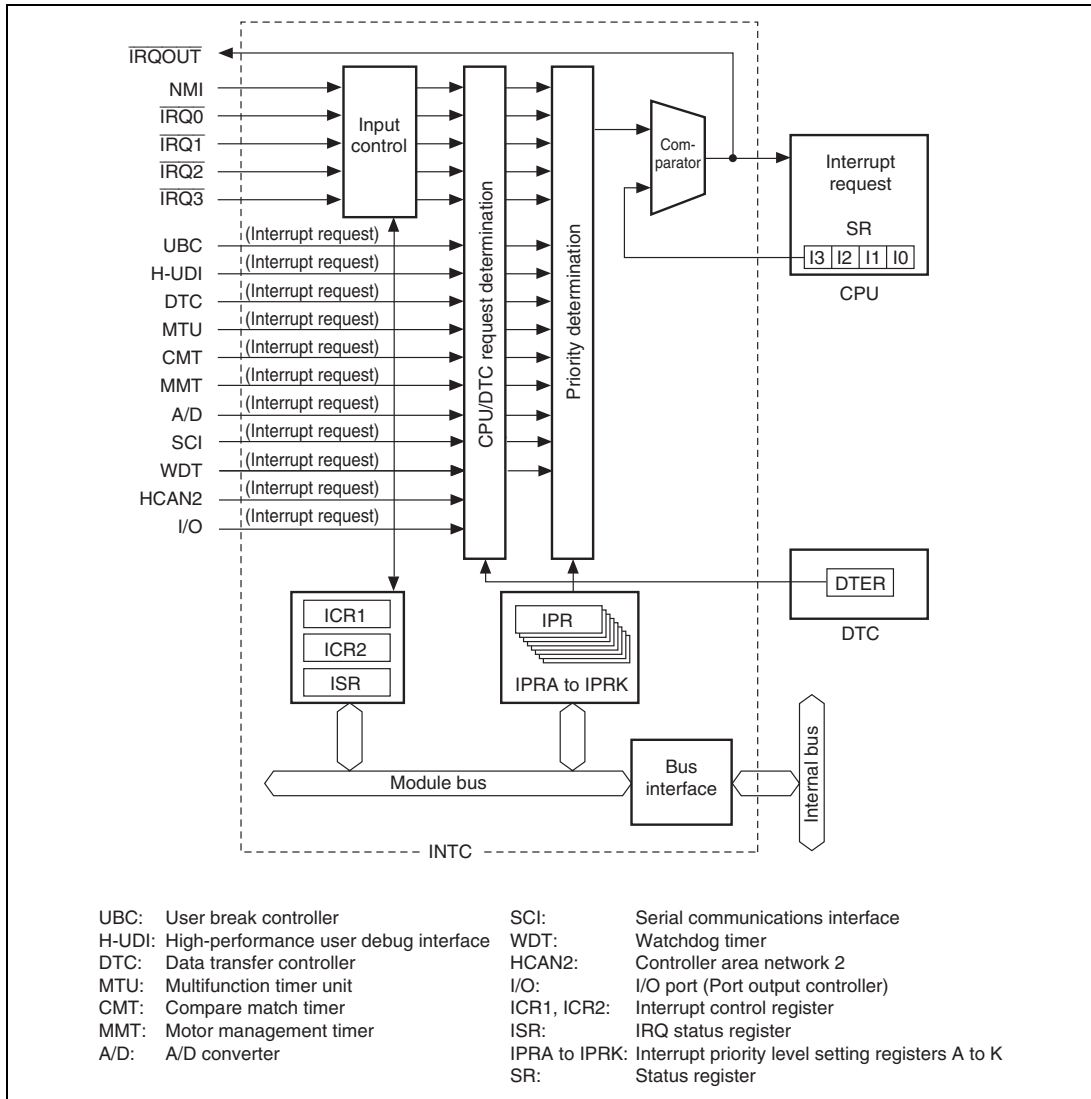 IRQOUT
NMI
IRQ0
IRQ1
IRQ2
IRQ3
Input
control
UBC (Interrupt request)
H-UDI (Interrupt request)
DTC (Interrupt request)
MTU (Interrupt request)
CMT (Interrupt request)
MMT (Interrupt request)
A/D (Interrupt request)
SCI (Interrupt request)
WDT (Interrupt request)
HCAN2 (Interrupt request)
I/O (Interrupt request)
CPU/DTC request determination
Priority determination
Com-
parator
Interrupt
request
SR
I3 I2 I1 I0
CPU
DTER
DTC
ICR1
ICR2
ISR
IPR
IPRA to IPRK
Module bus
Bus
interface
Internal bus
INTC
UBC: User break controller
H-UDI: High-performance user debug interface
DTC: Data transfer controller
MTU: Multifunction timer unit
CMT: Compare match timer
MMT: Motor management timer
A/D: A/D converter
SCI: Serial communications interface
WDT: Watchdog timer
HCAN2: Controller area network 2
I/O: I/O port (Port output controller)
ICR1, ICR2: Interrupt control register
ISR: IRQ status register
IPRA to IPRK: Interrupt priority level setting registers A to K
SR: Status register